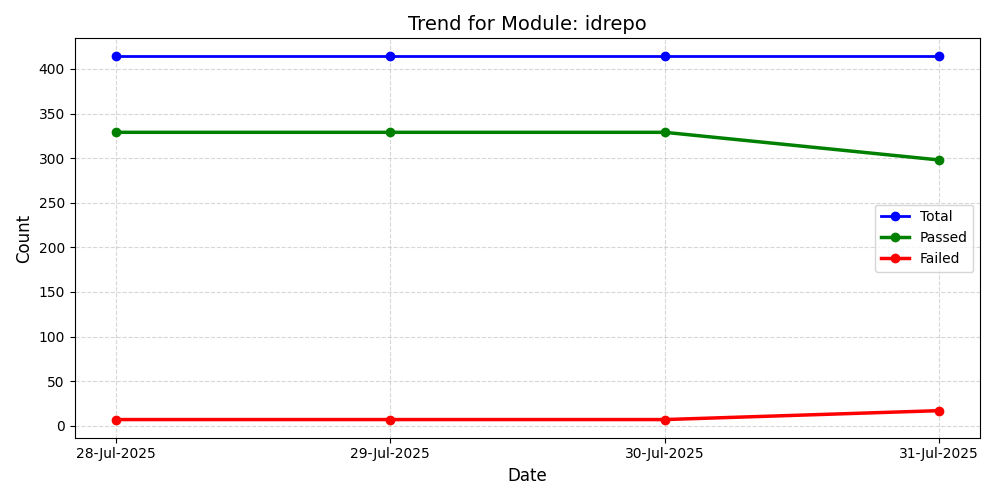 Trend for Module: idrepo
Count
400
350
300
250
200
150
100
50
0
Total
Passed
Failed
28-Jul-2025
29-Jul-2025
30-Jul-2025
31-Jul-2025
Date